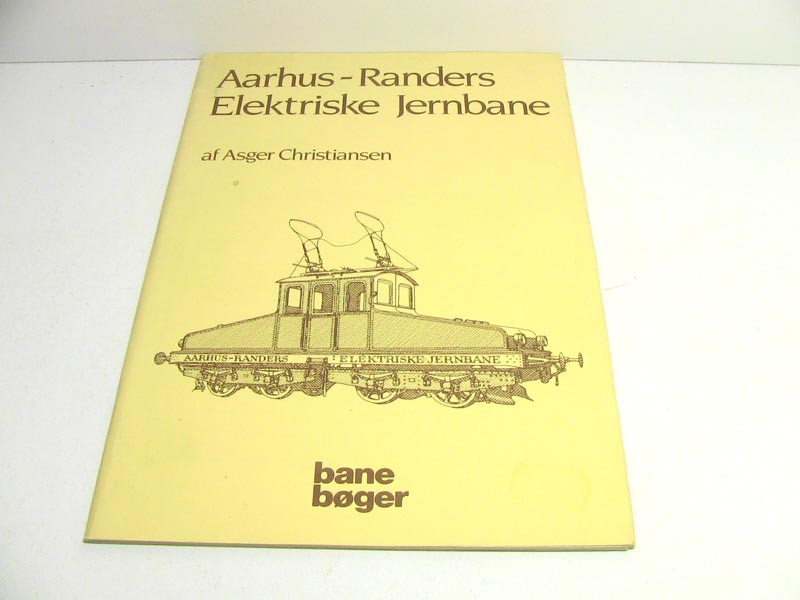 Aarhus-Randers
Elektriske Jernbane
af Asger Christiansen
AARHUS-RANDERS : ELEKTRISKE JERNBANE
bane
bøger